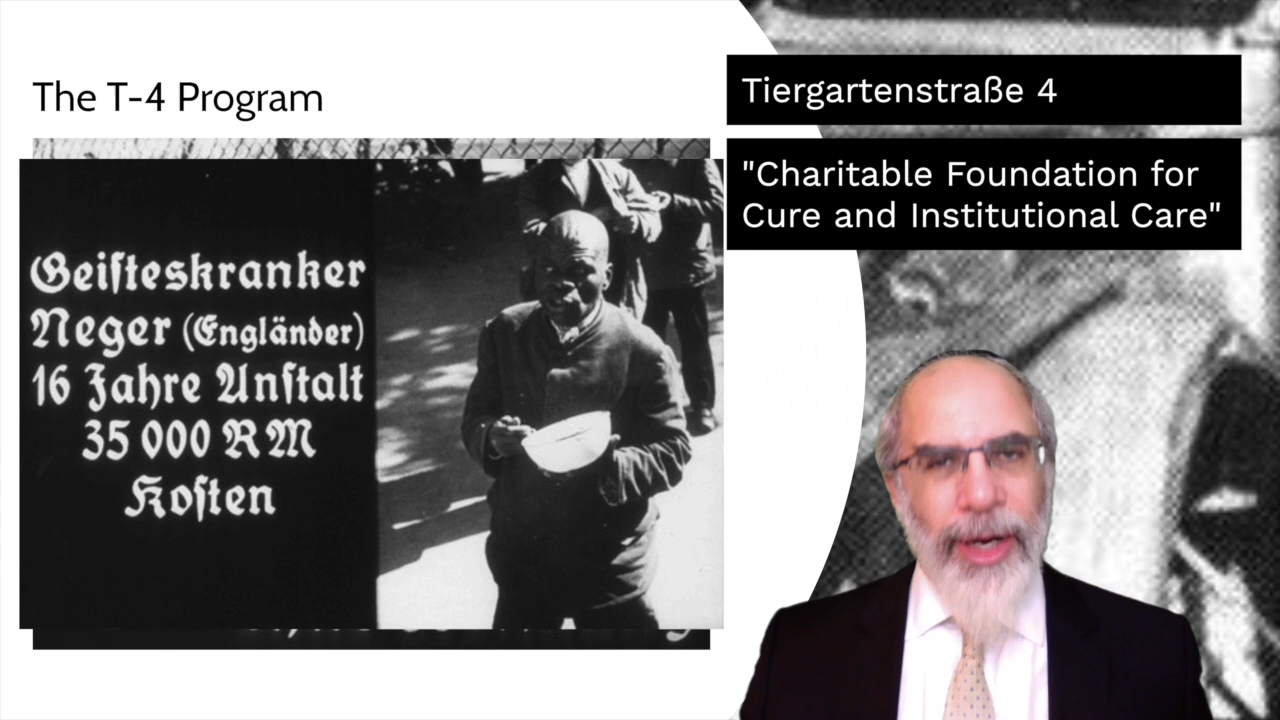 The T-4 Program
Geisteskranker
Neger (Engländer)
16 Jahre Anstalt
35 000 RM
Kosten
Tiergartenstraße 4
"Charitable Foundation for
Cure and Institutional Care"